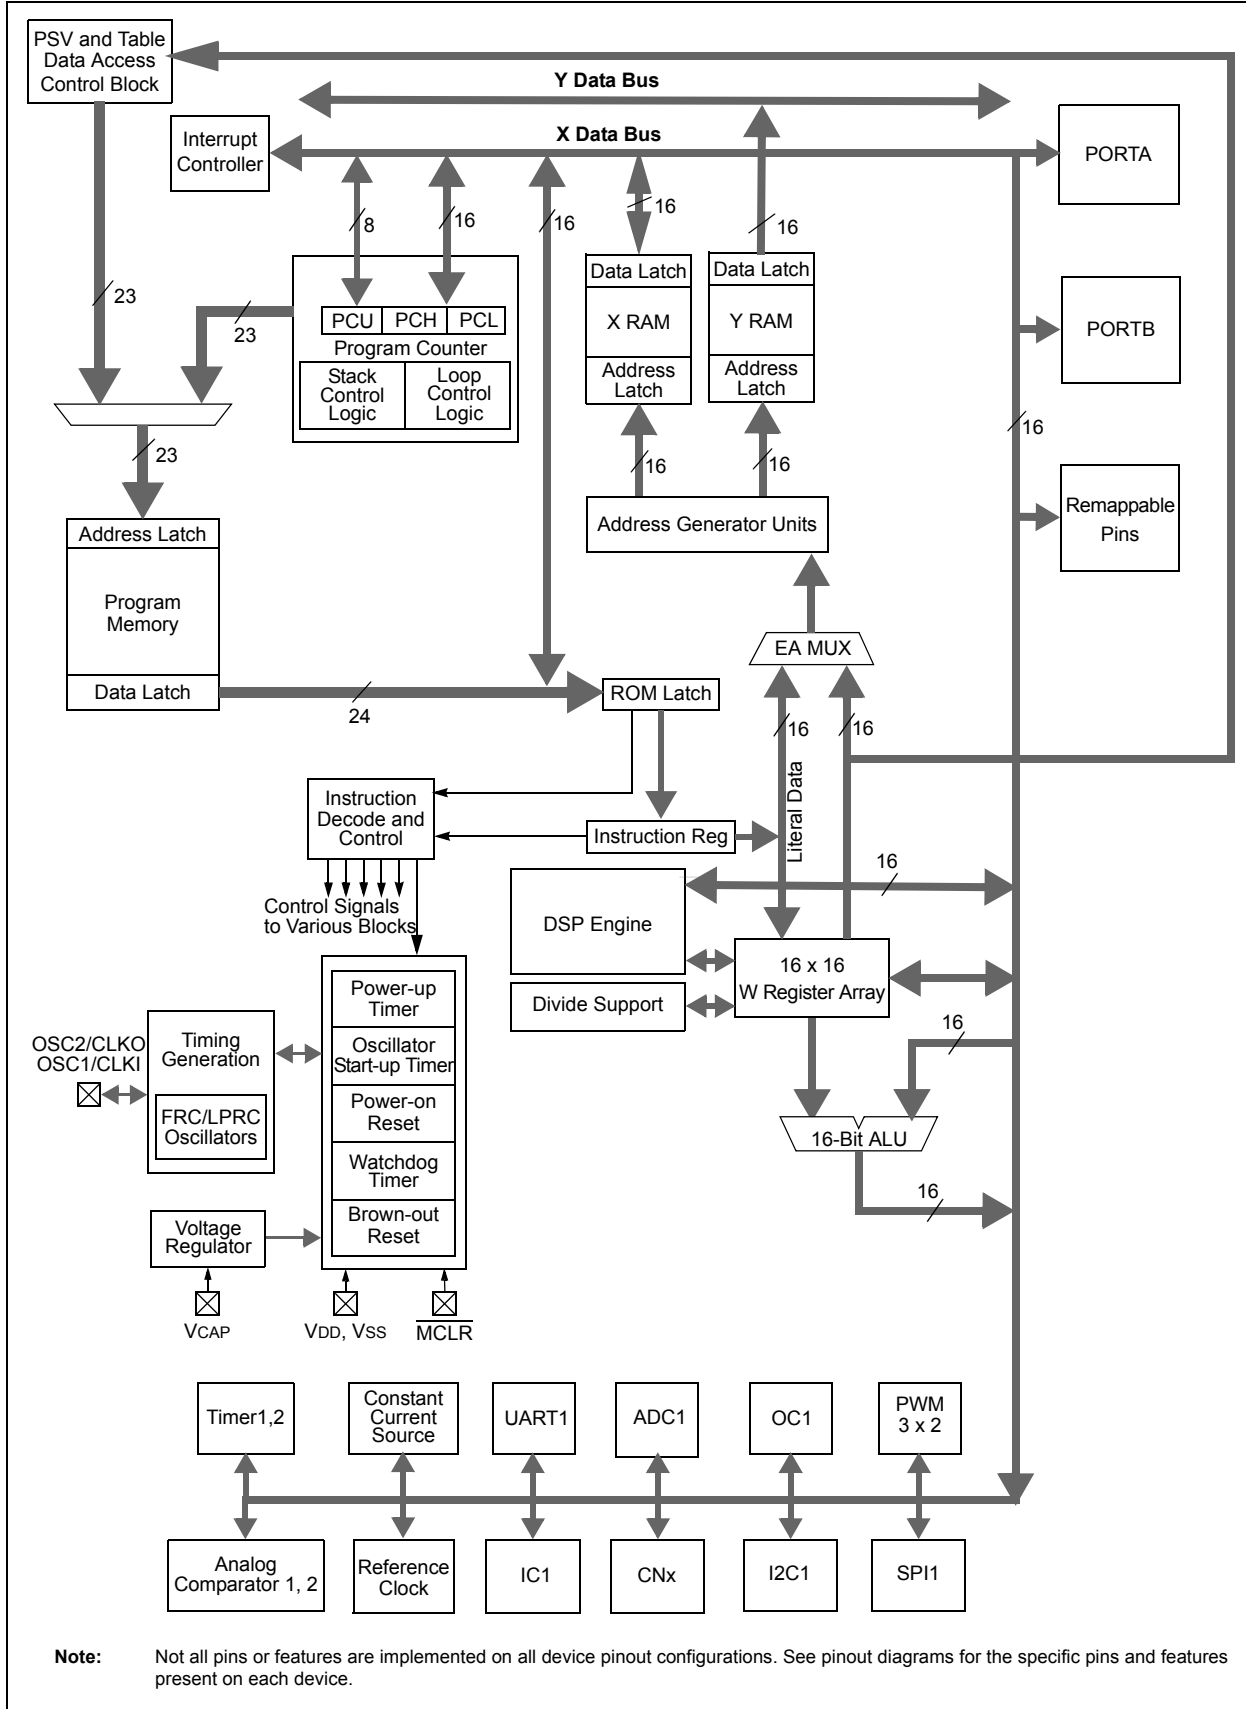 PSV and Table
Data Access
Control Block
Y Data Bus
Interrupt
Controller
X Data Bus
PORTA
8
16
16
16
16
23
23
Data Latch
X RAM
Address
Latch
Data Latch
Y RAM
Address
Latch
PCU PCH PCL
Program Counter
Stack
Control
Logic
Loop
Control
Logic
PORTB
16
23
16
16
Address Latch
Program
Memory
Data Latch
Address Generator Units
Remappable
Pins
EA MUX
24
ROM Latch
16
16
Literal Data
Instruction
Decode and
Control
Instruction Reg
Control Signals
to Various Blocks
DSP Engine
16
16 x 16
W Register Array
Divide Support
Power-up
Timer
Oscillator
Start-up Timer
Power-on
Reset
Watchdog
Timer
Brown-out
Reset
OSC2/CLKO
OSC1/CLKI
Timing
Generation
FRC/LPRC
Oscillators
16
16-Bit ALU
16
Voltage
Regulator
VCAP
VDD, VSS
MCLR
Timer1,2
Constant
Current
Source
UART1
ADC1
OC1
PWM
3 x 2
Analog
Comparator 1, 2
Reference
Clock
IC1
CNx
I2C1
SPI1
Note: Not all pins or features are implemented on all device pinout configurations. See pinout diagrams for the specific pins and features
present on each device.